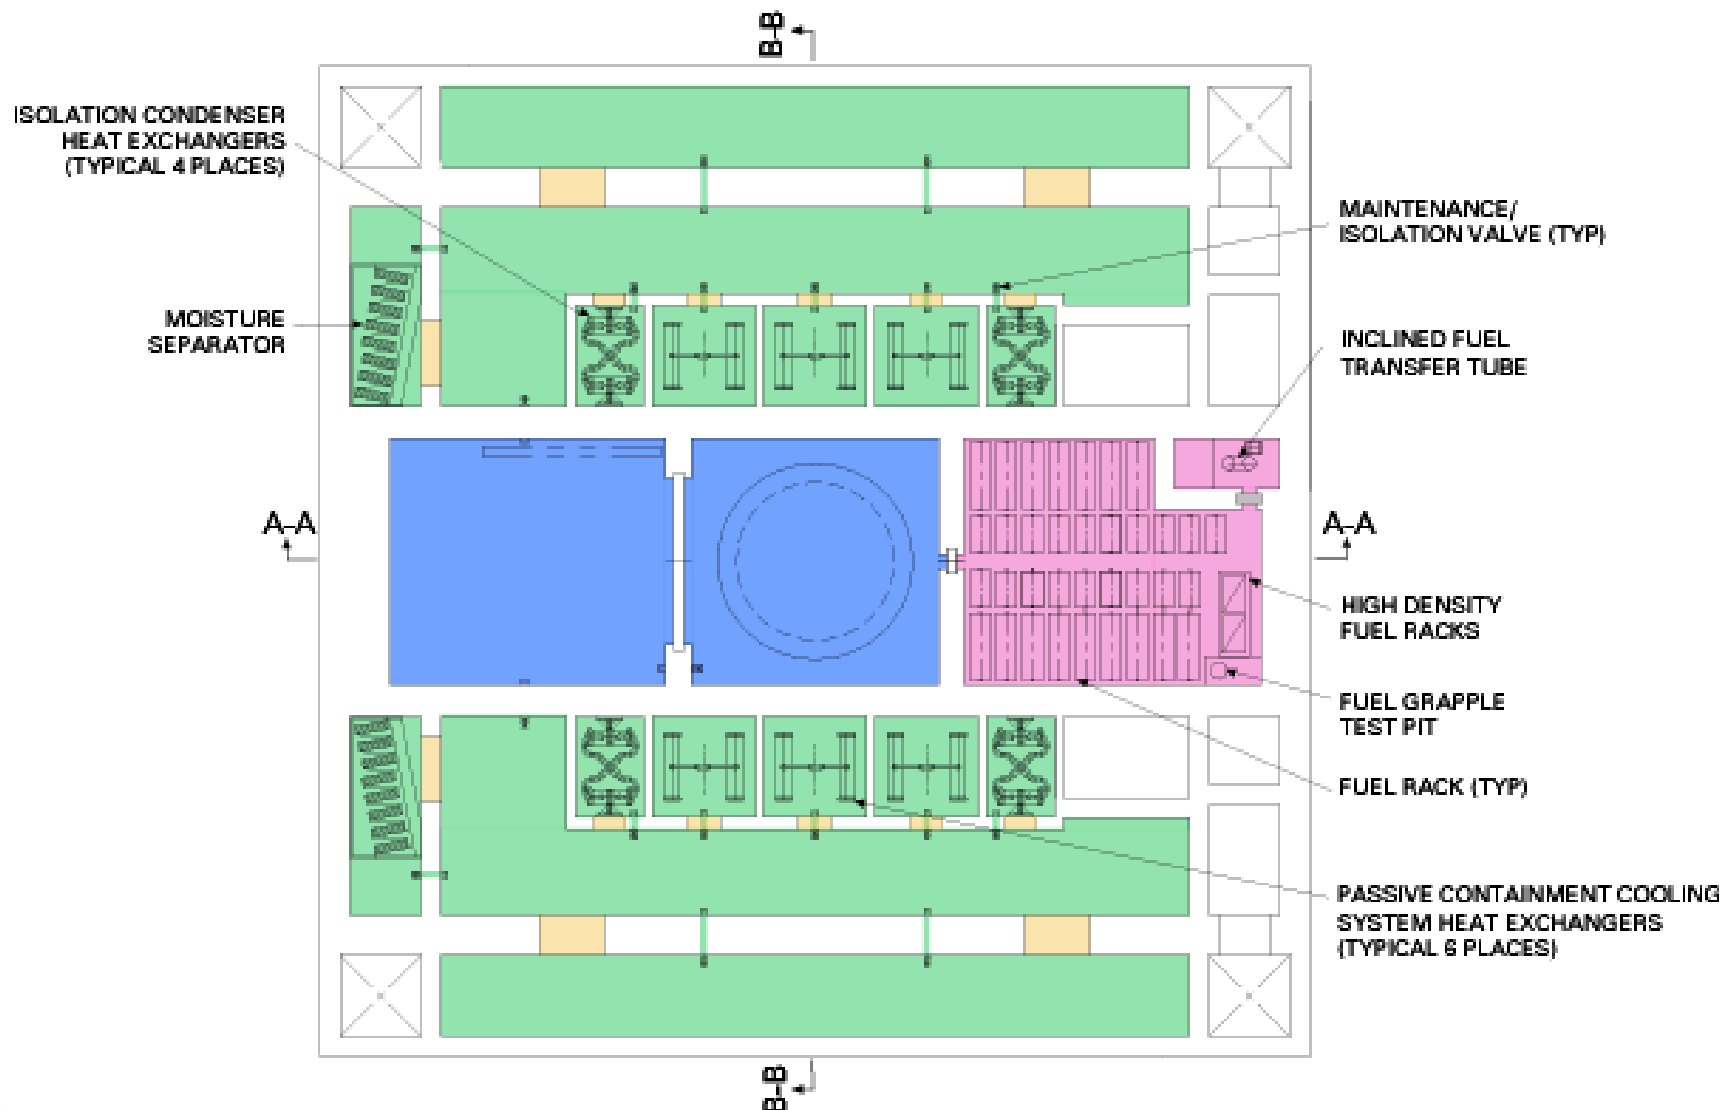 B-B
ISOLATION CONDENSER
HEAT EXCHANGERS
(TYPICAL 4 PLACES)
MAINTENANCE/
ISOLATION VALVE (TYP)
MOISTURE
SEPARATOR
INCLINED FUEL
TRANSFER TUBE
A-A
A-A
HIGH DENSITY
FUEL RACKS
FUEL GRAPPLE
TEST PIT
FUEL RACK (TYP)
PASSIVE CONTAINMENT COOLING
SYSTEM HEAT EXCHANGERS
(TYPICAL 6 PLACES)
B-B